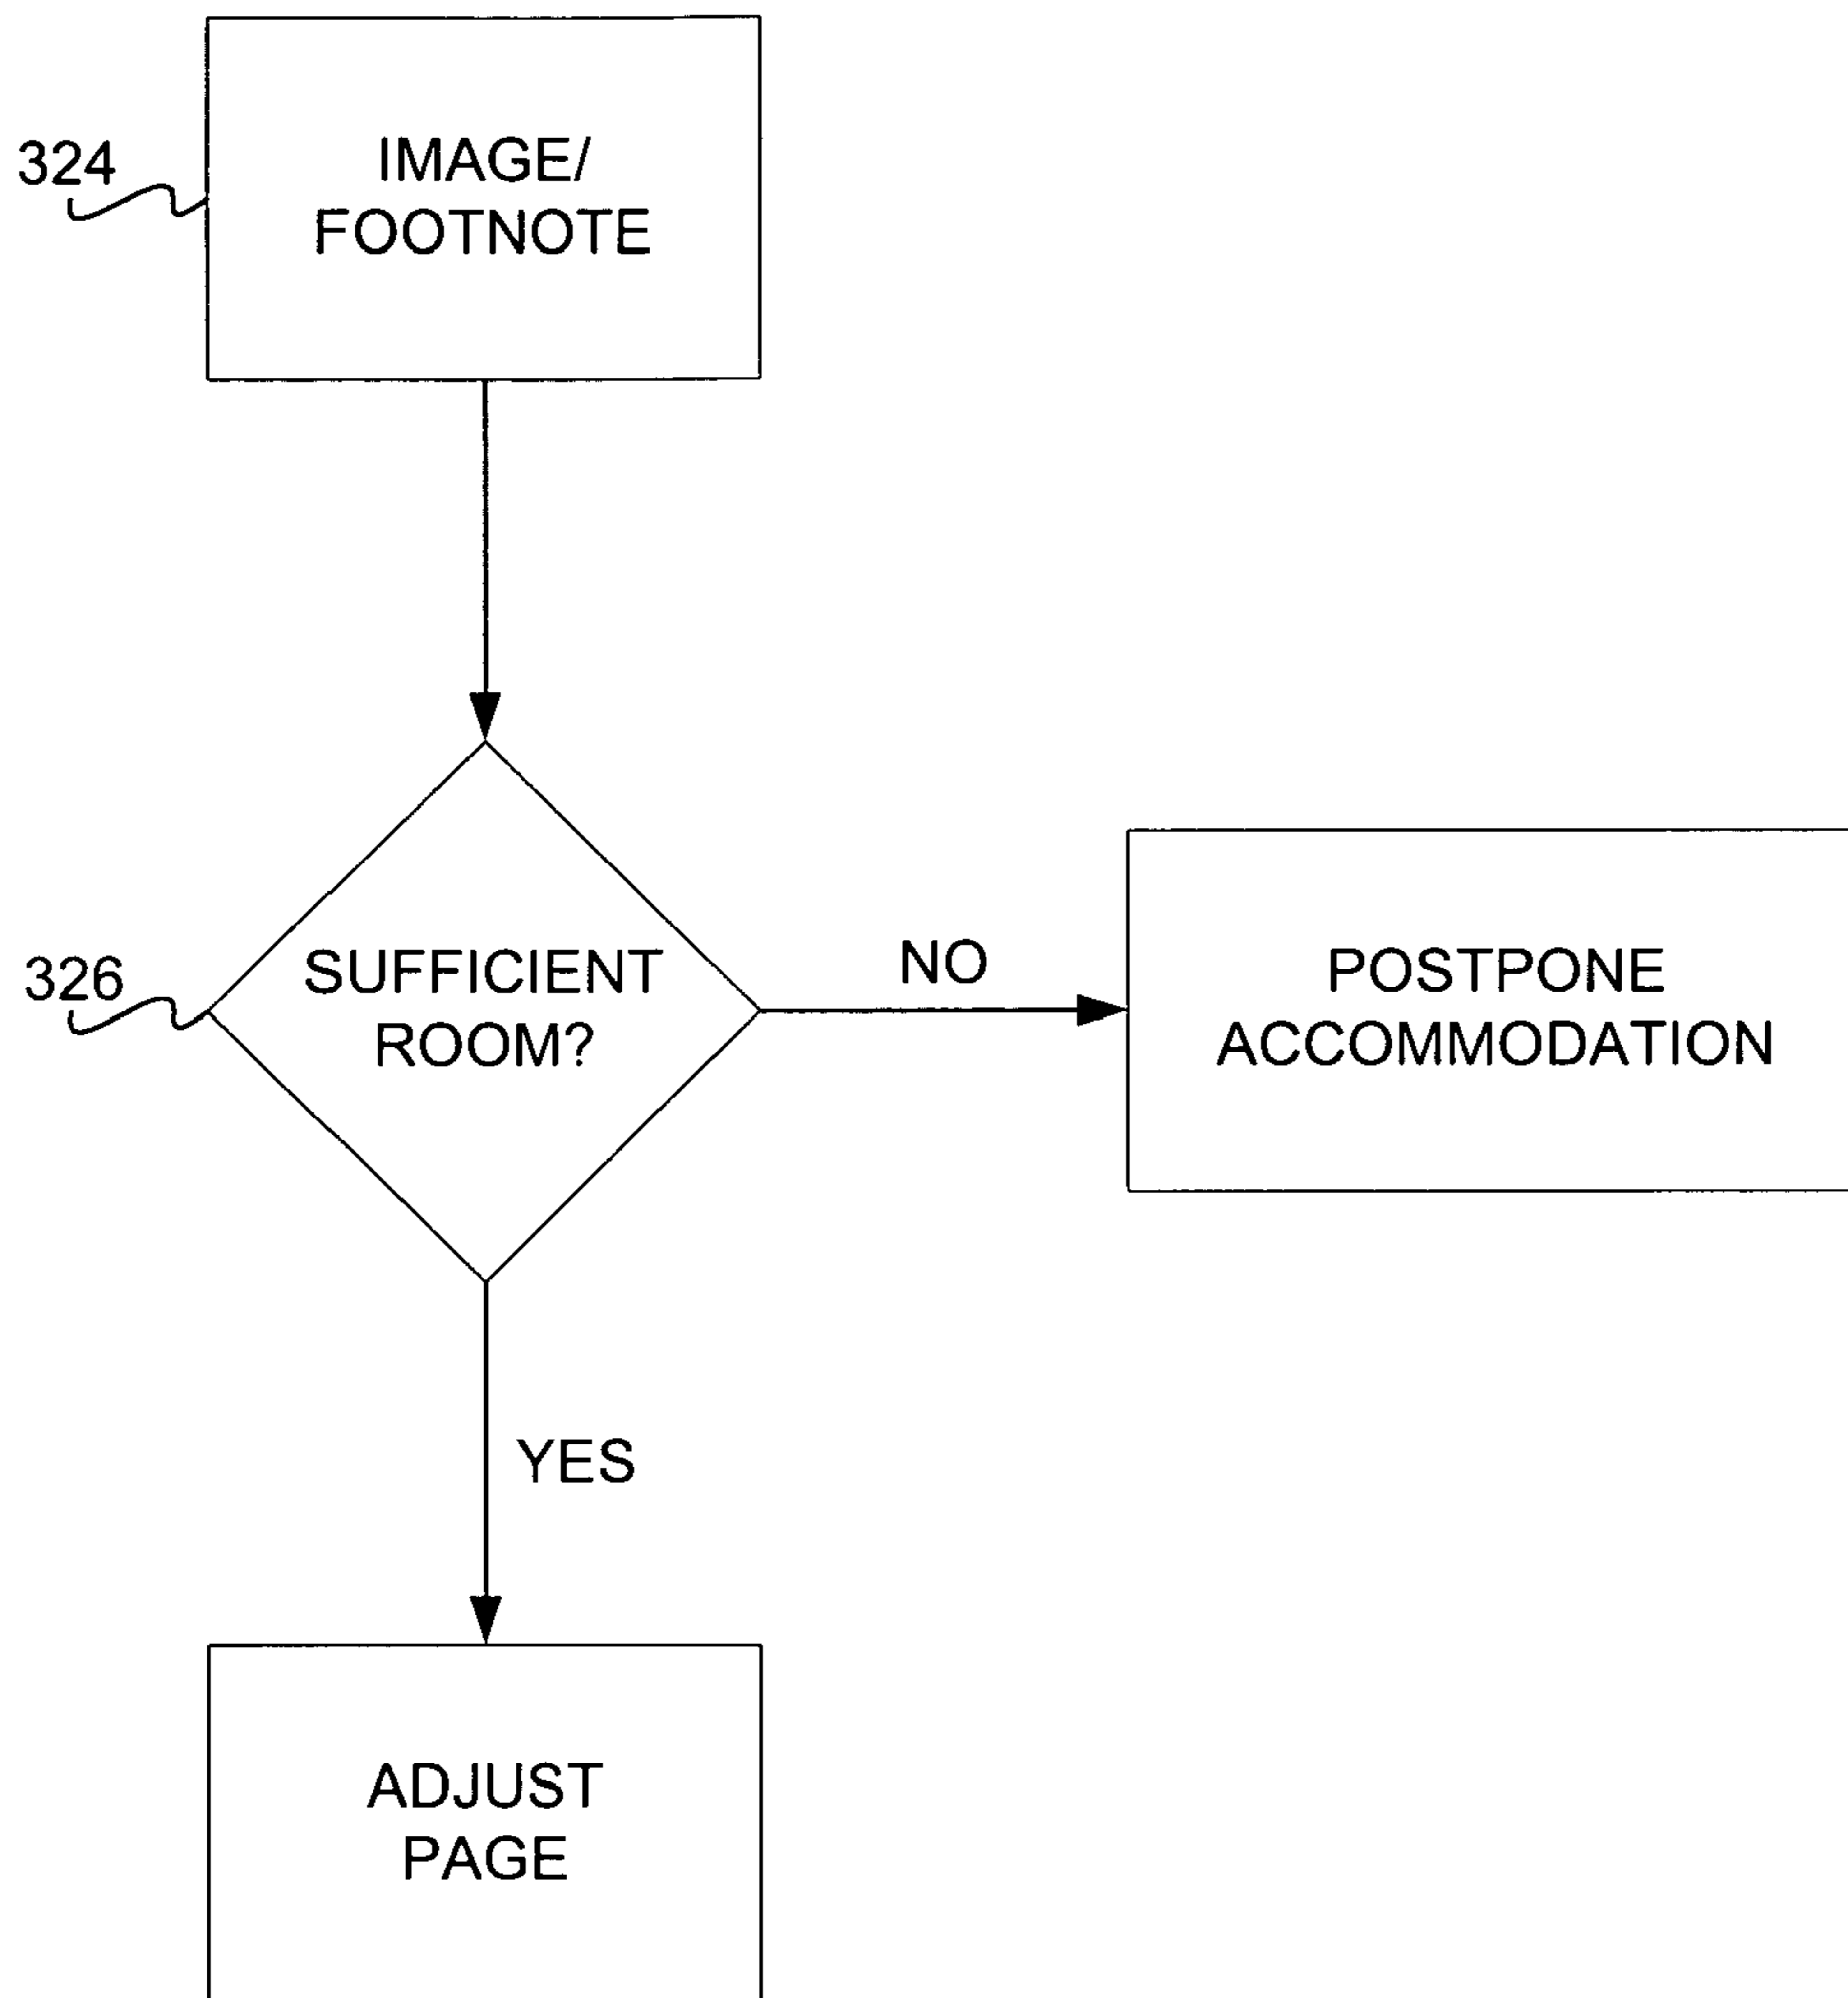 324
IMAGE/
FOOTNOTE
326
SUFFICIENT
ROOM?
NO
POSTPONE
ACCOMMODATION
YES
ADJUST
PAGE